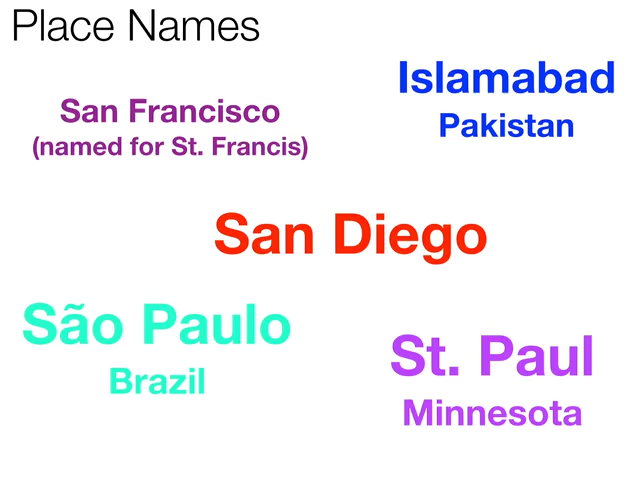 Place Names
Islamabad
Pakistan
San Francisco
(named for St. Francis)
San Diego
São Paulo
Brazil
St. Paul
Minnesota